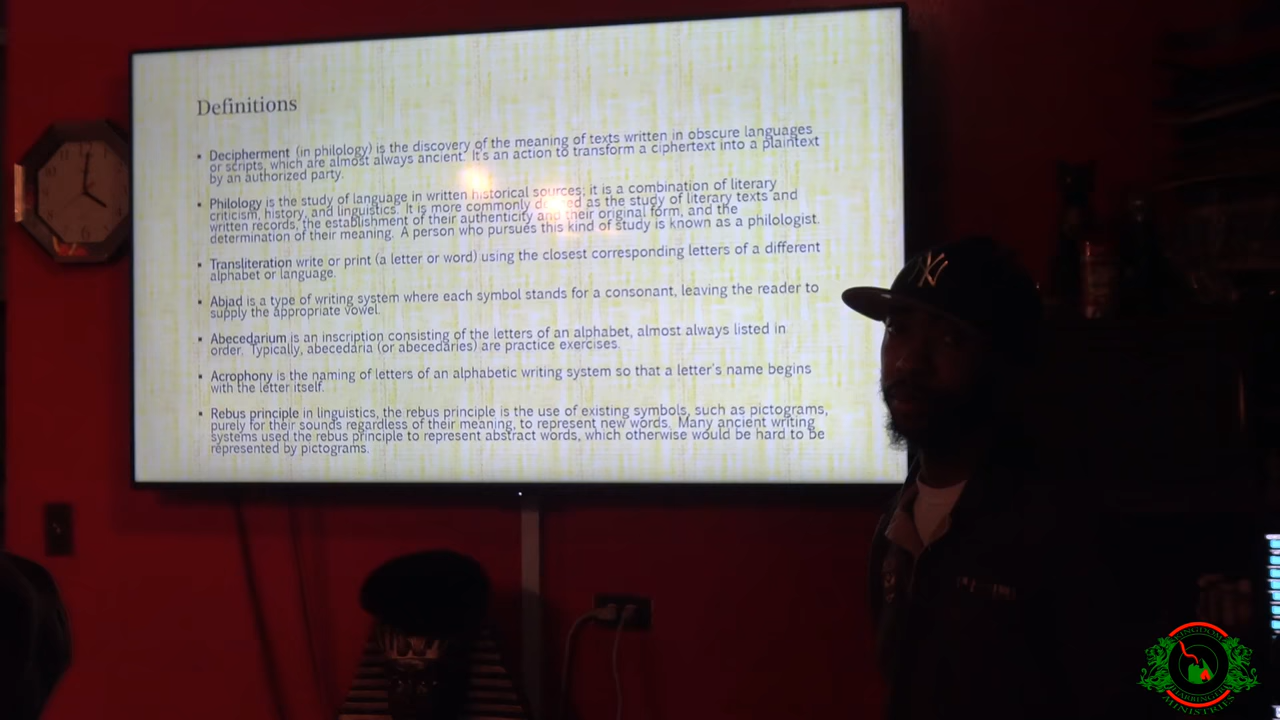 Definitions
Decipherment (in philology) is the discovery of the meaning of texts written in obscure languages
or scripts, which are almost always ancient. It's an action to transform a ciphertext into a plaintext
by an authorized party.
Philology is the study of language in written historical sources; it is a combination of literary
criticism, history, and linguistics. It is more commonly defined as the study of literary texts and
written records, the establishment of their authenticity and their original form, and the
determination of their meaning. A person who pursues this kind of study is known as a philologist.
Transliteration write or print (a letter or word) using the closest corresponding letters of a different
alphabet or language.
Abjad is a type of writing system where each symbol stands for a consonant, leaving the reader to
supply the appropriate vowel.
Abecedarium is an inscription consisting of the letters of an alphabet, almost always listed in
order. Typically, abecedaria (or abecedaries) are practice exercises.
Acrophony is the naming of letters of an alphabetic writing system so that a letter's name begins
with the letter itself.
Rebus principle in linguistics, the rebus principle is the use of existing symbols, such as pictograms,
purely for their sounds regardless of their meaning, to represent new words. Many ancient writing
systems used the rebus principle to represent abstract words, which otherwise would be hard to be
represented by pictograms.
NY
KINGDOM
HARBINGER
MINISTRIES